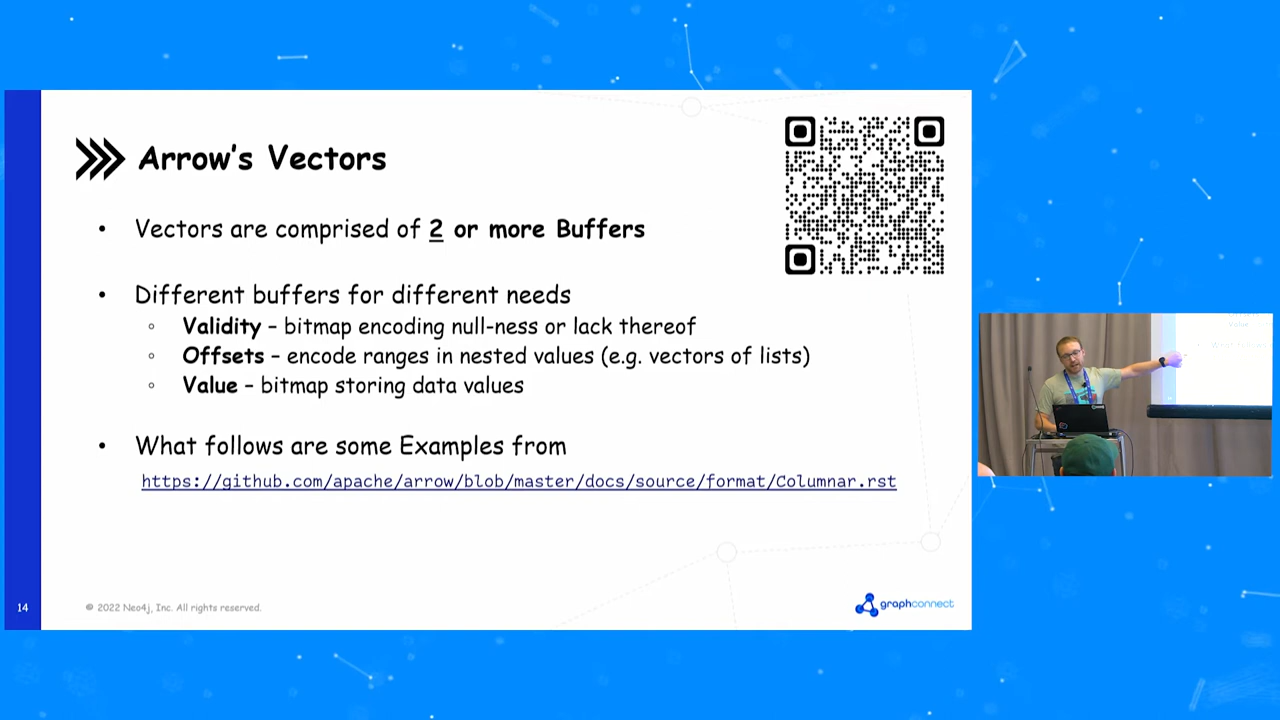 Arrow's Vectors
• Vectors are comprised of 2 or more Buffers
• Different buffers for different needs
◦ Validity – bitmap encoding null-ness or lack thereof
◦ Offsets – encode ranges in nested values (e.g. vectors of lists)
◦ Value – bitmap storing data values
• What follows are some Examples from
https://github.com/apache/arrow/blob/master/docs/source/format/Columnar.rst
14
© 2022 Neo4j, Inc. All rights reserved.
graphconnect